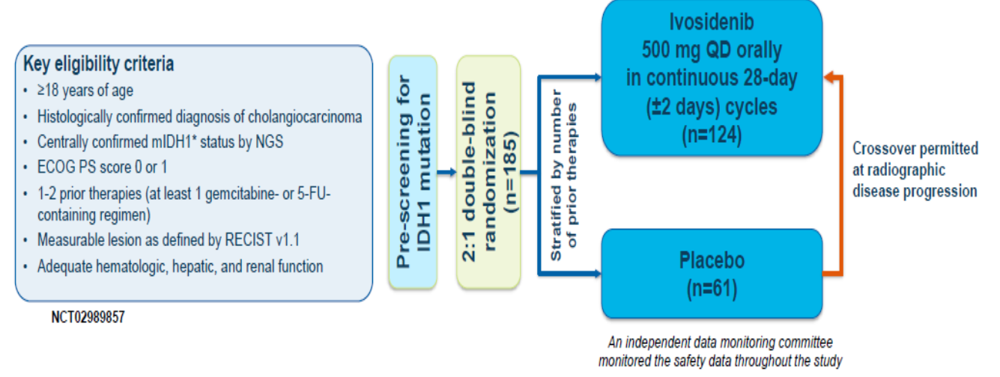 Key eligibility criteria
• ≥18 years of age
• Histologically confirmed diagnosis of cholangiocarcinoma
• Centrally confirmed mIDH1* status by NGS
• ECOG PS score 0 or 1
• 1-2 prior therapies (at least 1 gemcitabine- or 5-FU-
containing regimen)
• Measurable lesion as defined by RECIST v1.1
• Adequate hematologic, hepatic, and renal function
NCT02989857
Pre-screening for
IDH1 mutation
2:1 double-blind
randomization
(n=185)
Stratified by number
of prior therapies
Ivosidenib
500 mg QD orally
in continuous 28-day
(±2 days) cycles
(n=124)
Placebo
(n=61)
Crossover permitted
at radiographic
disease progression
An independent data monitoring committee
monitored the safety data throughout the study